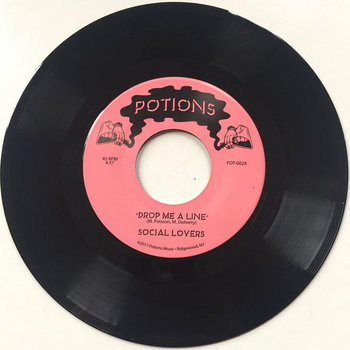 POTIONS
45 RPM
4:37
POT-002A
"DROP ME A LINE"
(M. Poisson, M. Doherty)
SOCIAL LOVERS
©2017 Potions Music • Ridgewood, NY